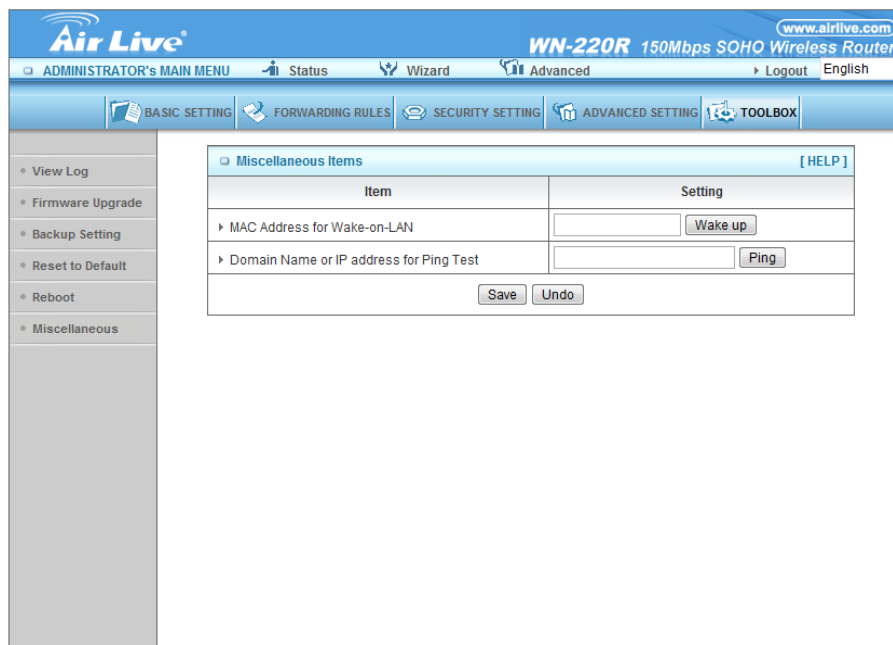 Air Live®
www.airlive.com
WN-220R 150Mbps SOHO Wireless Router
ADMINISTRATOR's MAIN MENU Status Wizard Advanced Logout English
BASIC SETTING FORWARDING RULES SECURITY SETTING ADVANCED SETTING TOOLBOX
View Log
Firmware Upgrade
Backup Setting
Reset to Default
Reboot
Miscellaneous
Miscellaneous Items [HELP]
Item Setting
MAC Address for Wake-on-LAN Wake up
Domain Name or IP address for Ping Test Ping
Save Undo